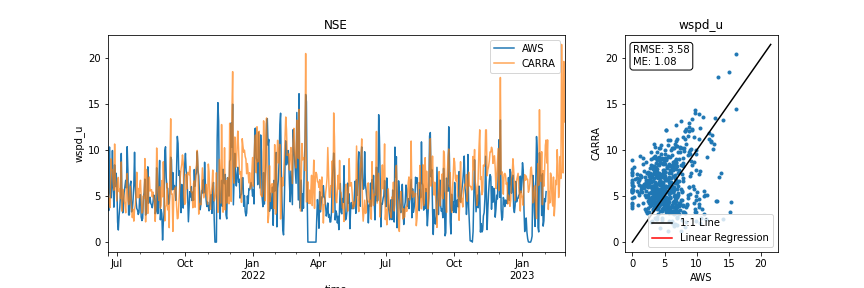 NSE
wspd_u
AWS
CARRA
20
15
10
5
0
wspd_u
Jul
Oct
Jan
2022
Apr
Jul
Oct
Jan
2023
time
wspd_u
RMSE: 3.58
ME: 1.08
20
15
10
5
0
CARRA
1:1 Line
Linear Regression
0
5
10
15
20
AWS